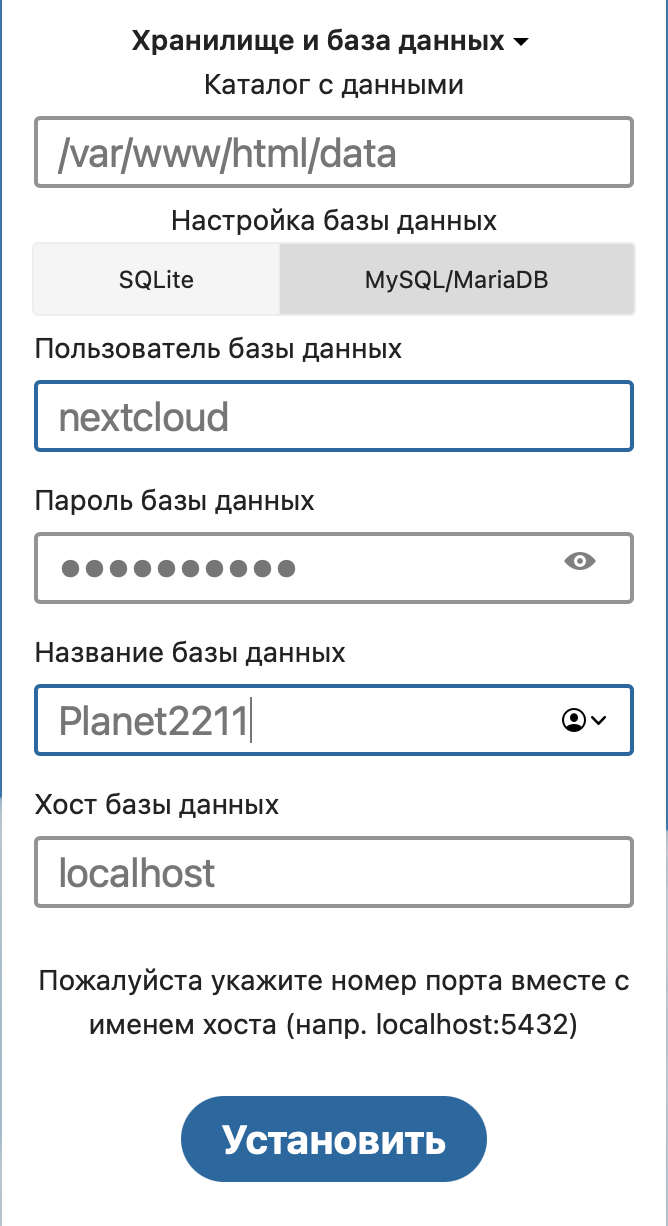 Хранилище и база данных
Каталог с данными
/var/www/html/data
Настройка базы данных
SQLite MySQL/MariaDB
Пользователь базы данных
nextcloud
Пароль базы данных
●●●●●●●●●●
Название базы данных
Planet2211
Хост базы данных
localhost
Пожалуйста укажите номер порта вместе с
именем хоста (напр. localhost:5432)
Установить